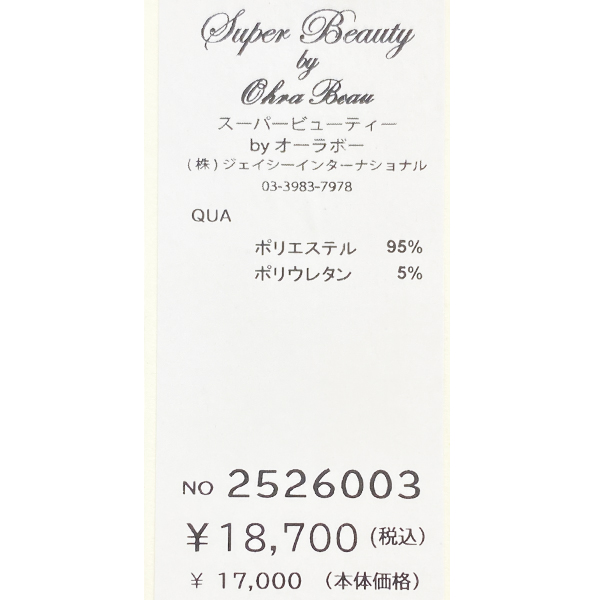 Super Beauty
by
Ohra Beau
スーパービューティー
by オーラボー
(株)ジェイシーインターナショナル
03-3983-7978
QUA
ポリエステル 95%
ポリウレタン 5%
NO 2526003
¥18,700(税込)
¥ 17,000 (本体価格)